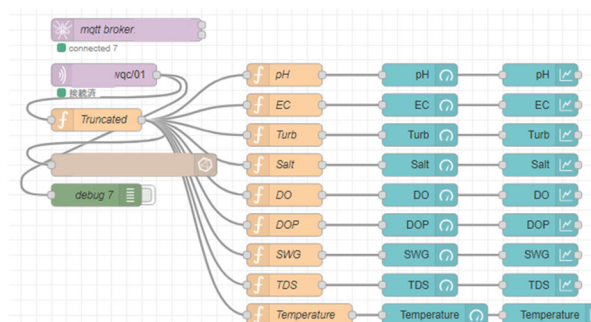 mqtt broker.
connected 7
wqc/01
接続済
pH pH pH
EC EC EC
Truncated
Turb Turb Turb
Salt Salt Salt
debug 7
DO DO DO
DOP DOP DOP
SWG SWG SWG
TDS TDS TDS
Temperature Temperature Temperature